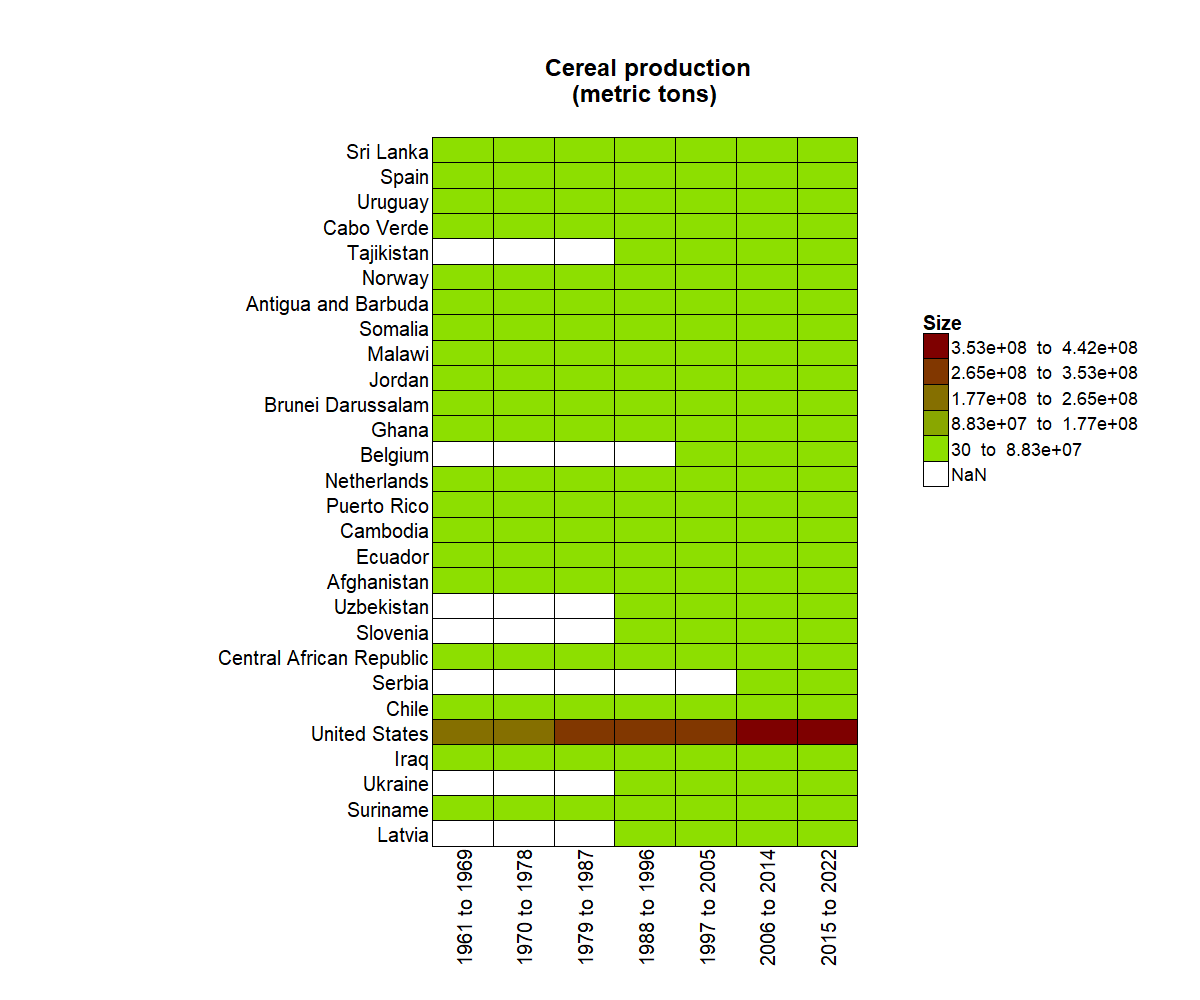 Cereal production
(metric tons)
Sri Lanka
Spain
Uruguay
Cabo Verde
Tajikistan
Norway
Antigua and Barbuda
Somalia
Malawi
Jordan
Brunei Darussalam
Ghana
Belgium
Netherlands
Puerto Rico
Cambodia
Ecuador
Afghanistan
Uzbekistan
Slovenia
Central African Republic
Serbia
Chile
United States
Iraq
Ukraine
Suriname
Latvia
1961 to 1969
1970 to 1978
1979 to 1987
1988 to 1996
1997 to 2005
2006 to 2014
2015 to 2022
Size
3.53e+08 to 4.42e+08
2.65e+08 to 3.53e+08
1.77e+08 to 2.65e+08
8.83e+07 to 1.77e+08
30 to 8.83e+07
NaN